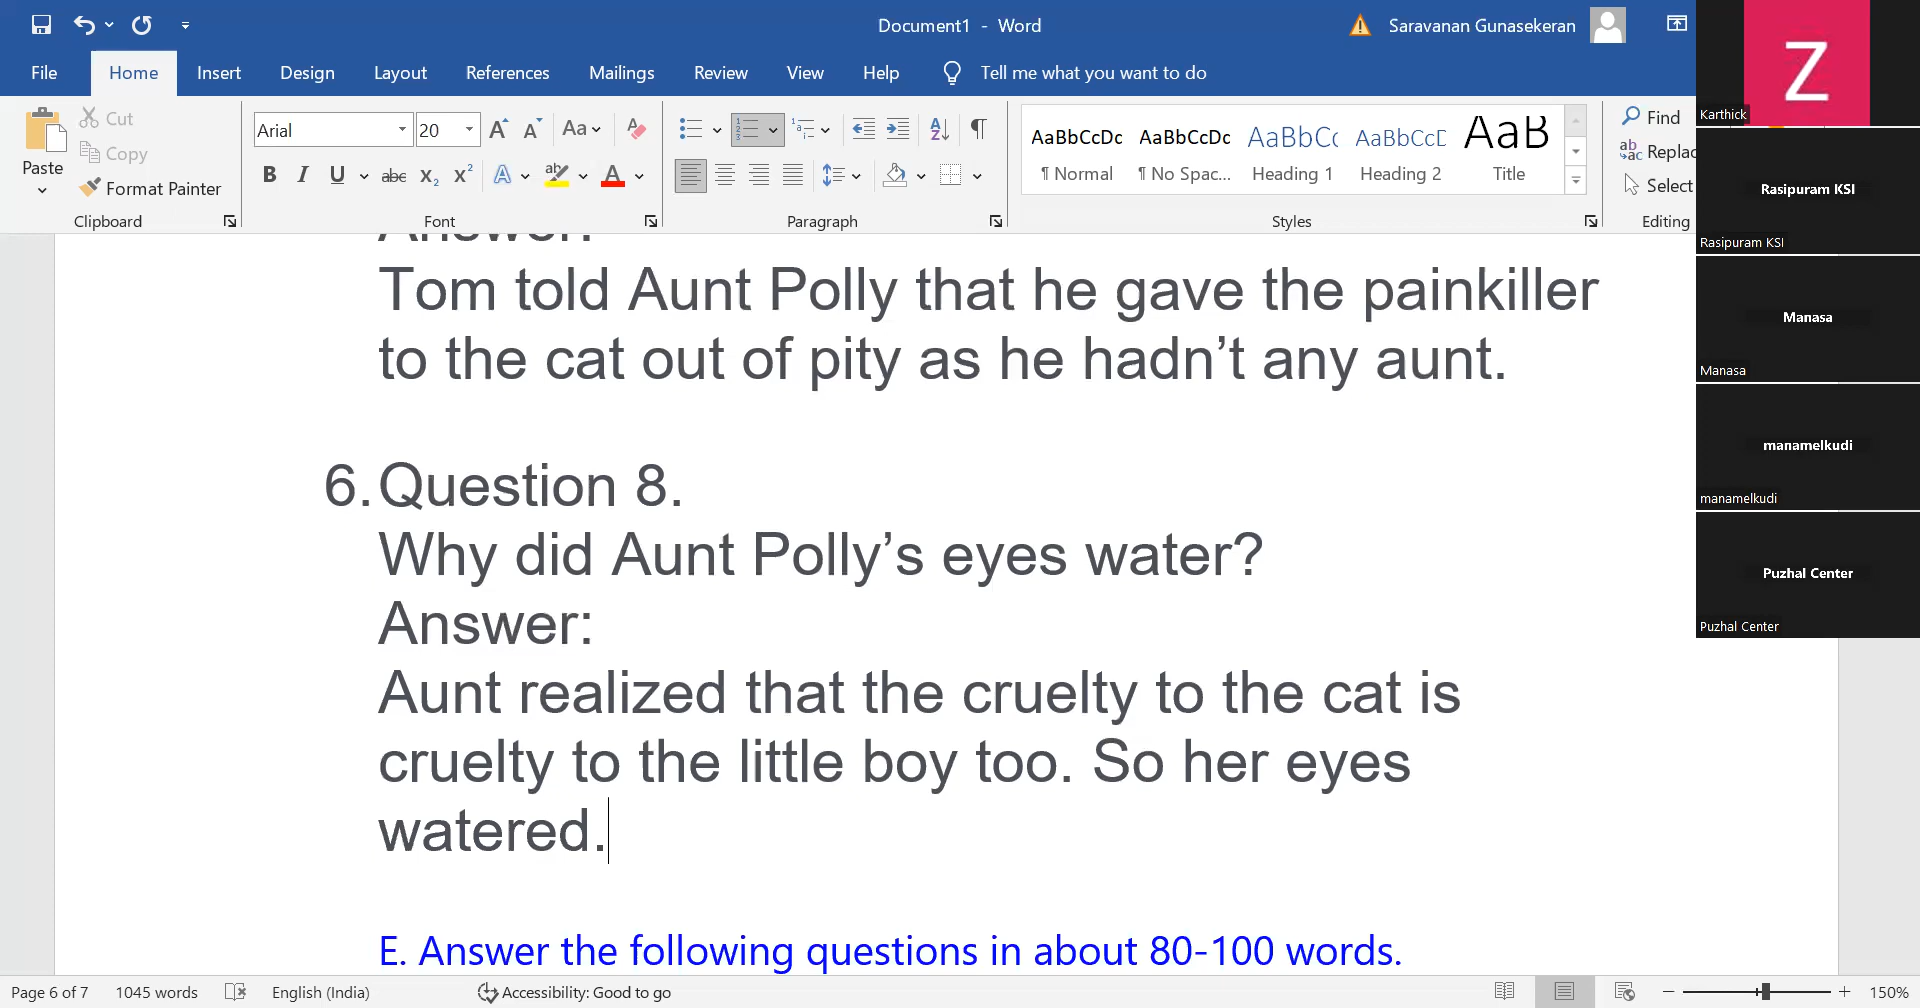 Document1 - Word
Saravanan Gunasekeran
File Home Insert Design Layout References Mailings Review View Help Tell me what you want to do
Paste
Cut
Copy
Format Painter
Clipboard
Arial 20
Aa
B I U abc X2 X2 A A
Font
Paragraph
AaBbCcDc AaBbCcDc AaBbCc AaBbCcD AaB
¶ Normal ¶ No Spac... Heading 1 Heading 2 Title
Styles
Find
Replac
Select
Editing
Z
Karthick
Rasipuram KSI
Rasipuram KSI
Manasa
Manasa
manamelkudi
manamelkudi
Puzhal Center
Puzhal Center
Answer:
Tom told Aunt Polly that he gave the painkiller
to the cat out of pity as he hadn’t any aunt.
6. Question 8.
Why did Aunt Polly’s eyes water?
Answer:
Aunt realized that the cruelty to the cat is
cruelty to the little boy too. So her eyes
watered.
E. Answer the following questions in about 80-100 words.
Page 6 of 7 1045 words English (India) Accessibility: Good to go 150%